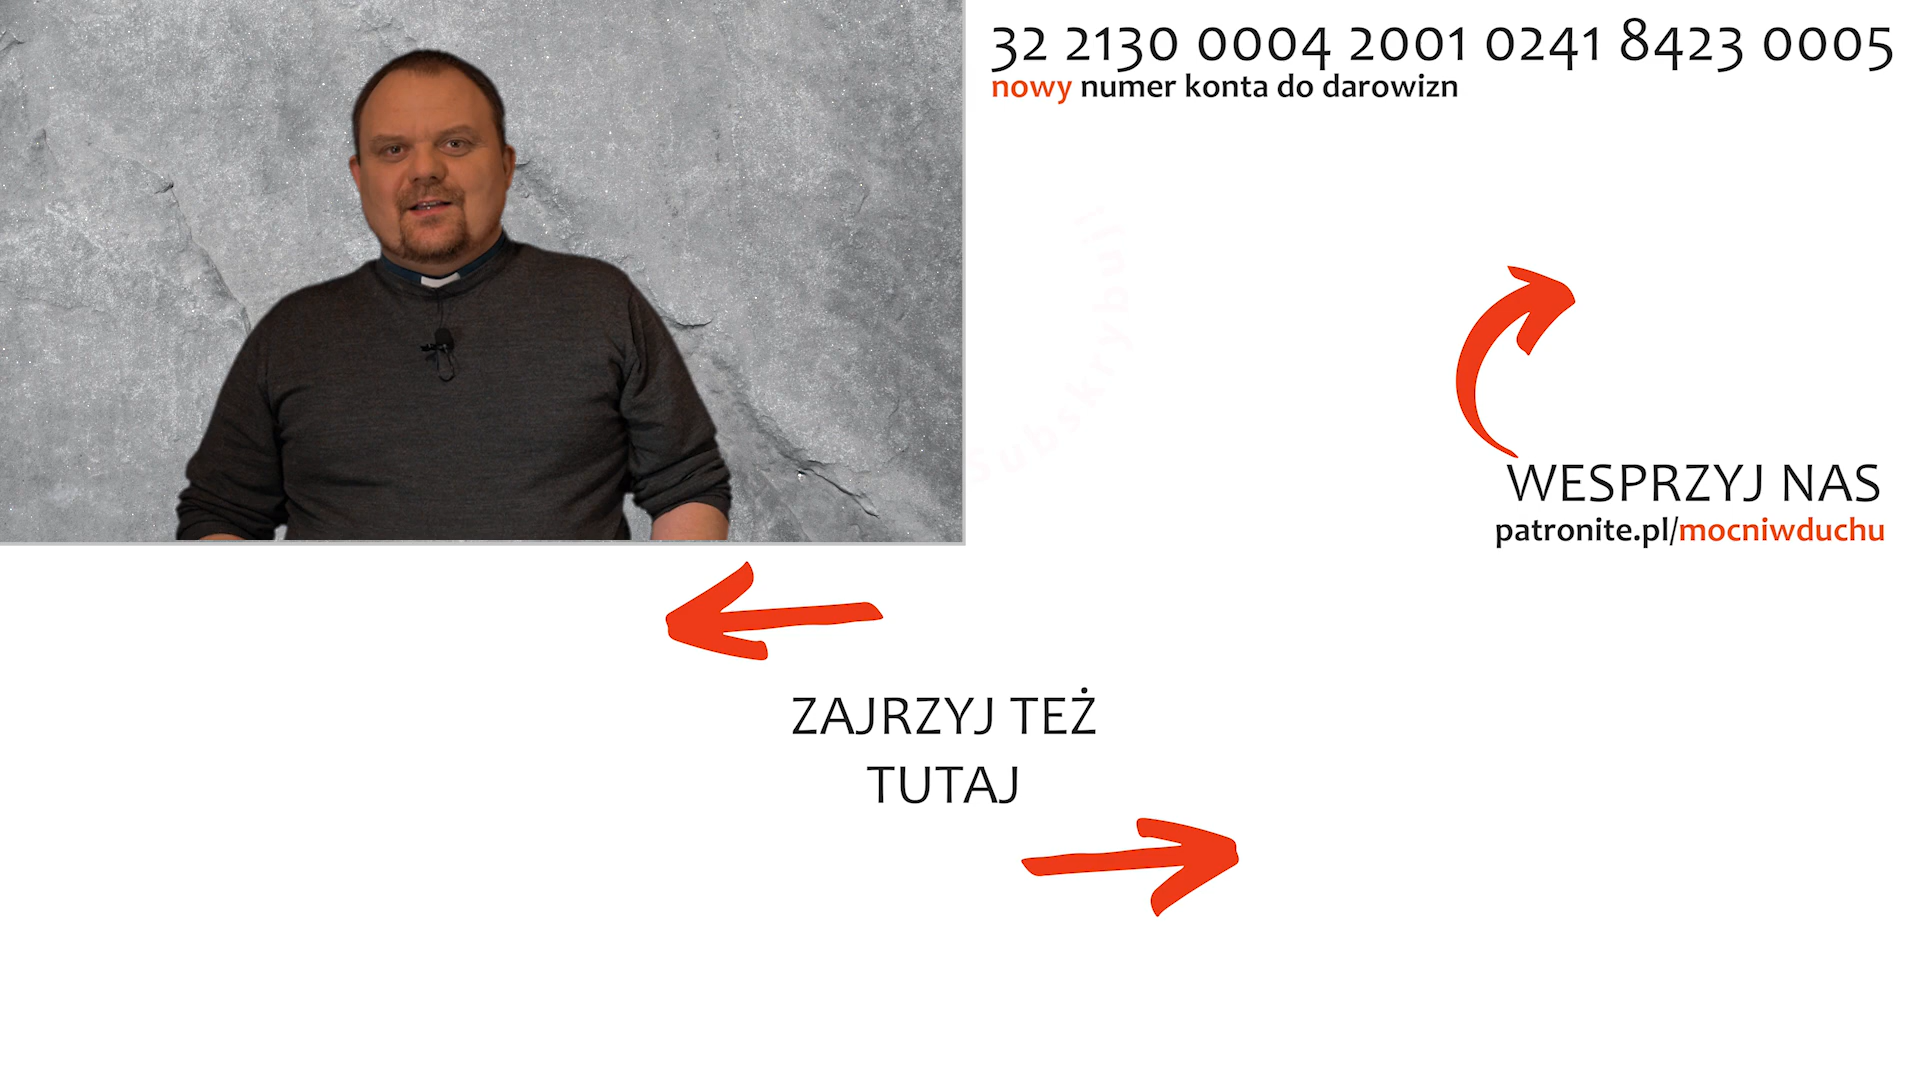 32 2130 0004 2001 0241 8423 0005
nowy numer konta do darowizn
Subskrybuj!
WESPRZYJ NAS
patronite.pl/mocniwduchu
ZAJRZYJ TEŻ
TUTAJ